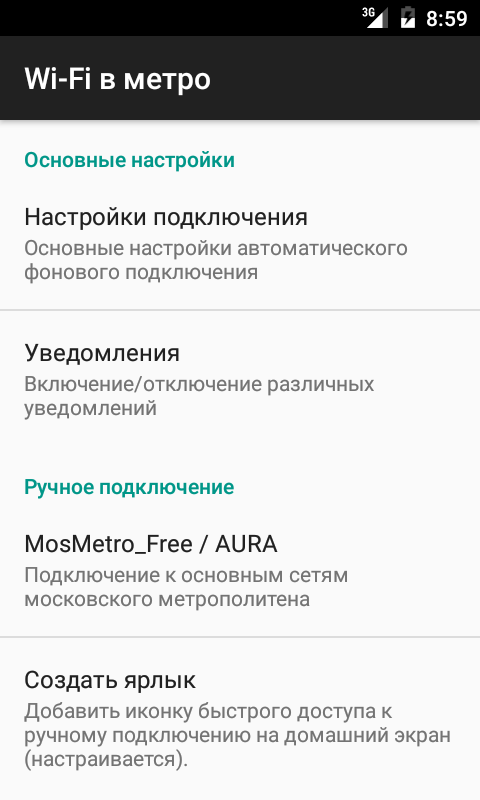 3G 8:59
Wi-Fi в метро
Основные настройки
Настройки подключения
Основные настройки автоматического
фонового подключения
Уведомления
Включение/отключение различных
уведомлений
Ручное подключение
MosMetro_Free / AURA
Подключение к основным сетям
московского метрополитена
Создать ярлык
Добавить иконку быстрого доступа к
ручному подключению на домашний экран
(настраивается).